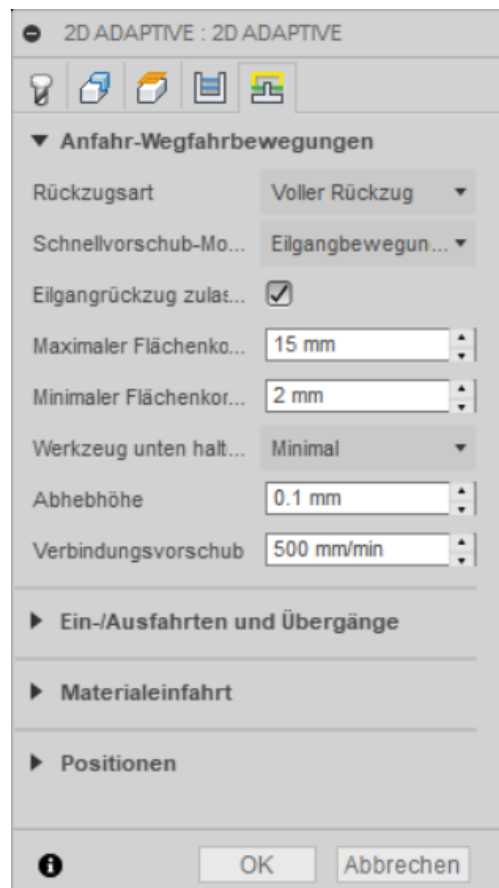 2D ADAPTIVE : 2D ADAPTIVE
Anfahr-Wegfahrbewegungen
Rückzugsart Voller Rückzug
Schnellvorschub-Mo... Eilgangbewegun...
Eilgangrückzug zulas...
Maximaler Flächenko... 15 mm
Minimaler Flächenkor... 2 mm
Werkzeug unten halt... Minimal
Abhebhöhe 0.1 mm
Verbindungsvorschub 500 mm/min
Ein-/Ausfahrten und Übergänge
Materialeinfahrt
Positionen
OK Abbrechen